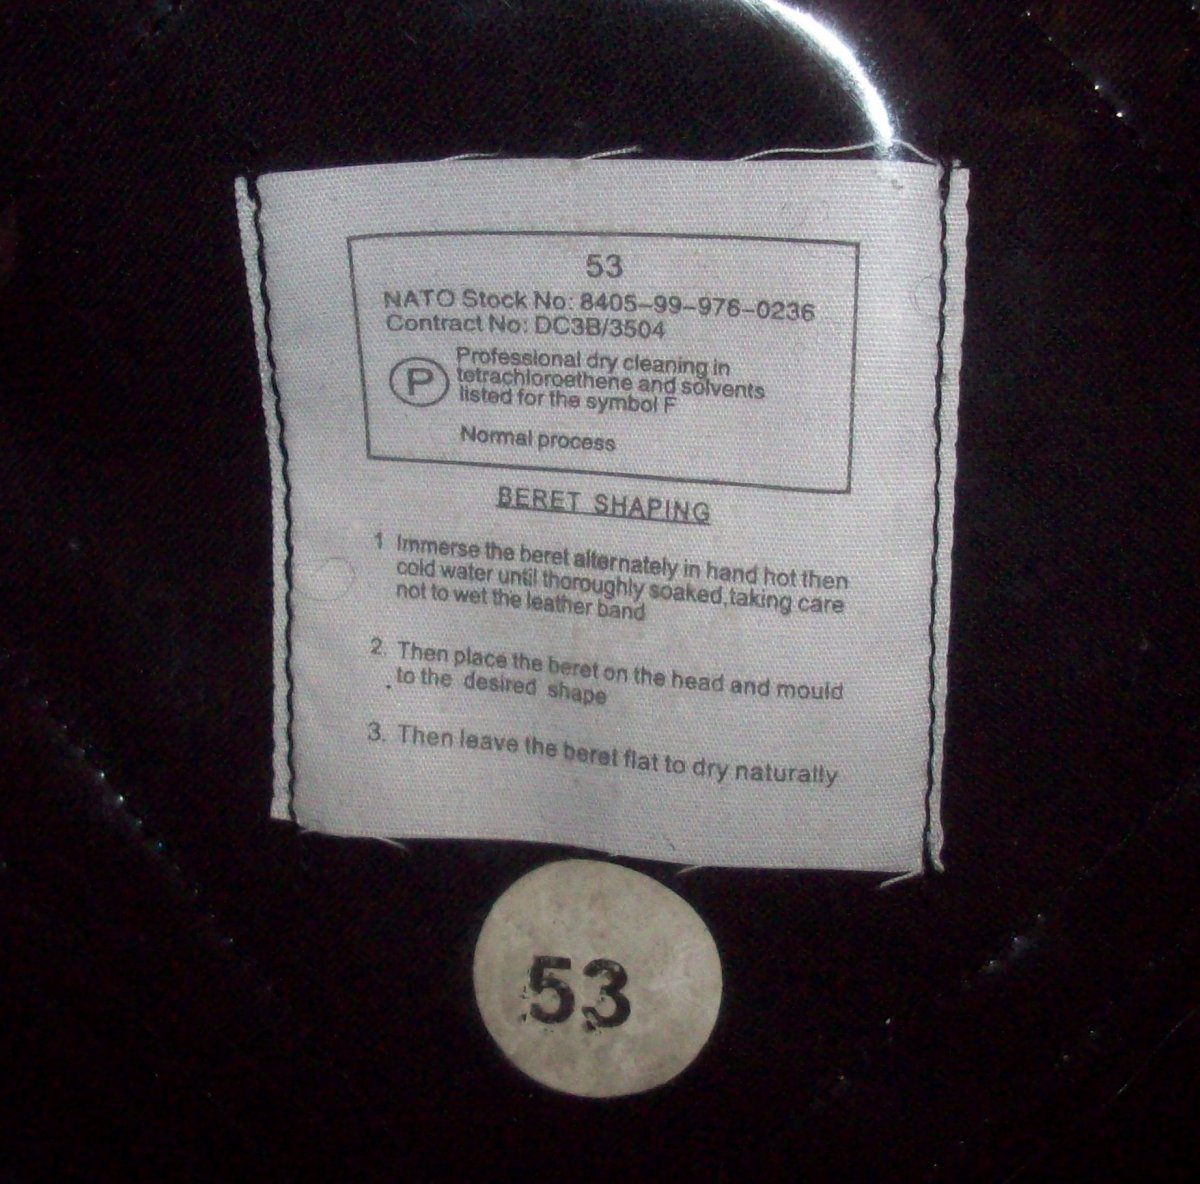 53
NATO Stock No: 8405-99-976-0236
Contract No: DC3B/3504
P
Professional dry cleaning in
tetrachloroethene and solvents
listed for the symbol F
Normal process
BERET SHAPING
1 Immerse the beret alternately in hand hot then
cold water until thoroughly soaked, taking care
not to wet the leather band
2. Then place the beret on the head and mould
to the desired shape
3. Then leave the beret flat to dry naturally
53